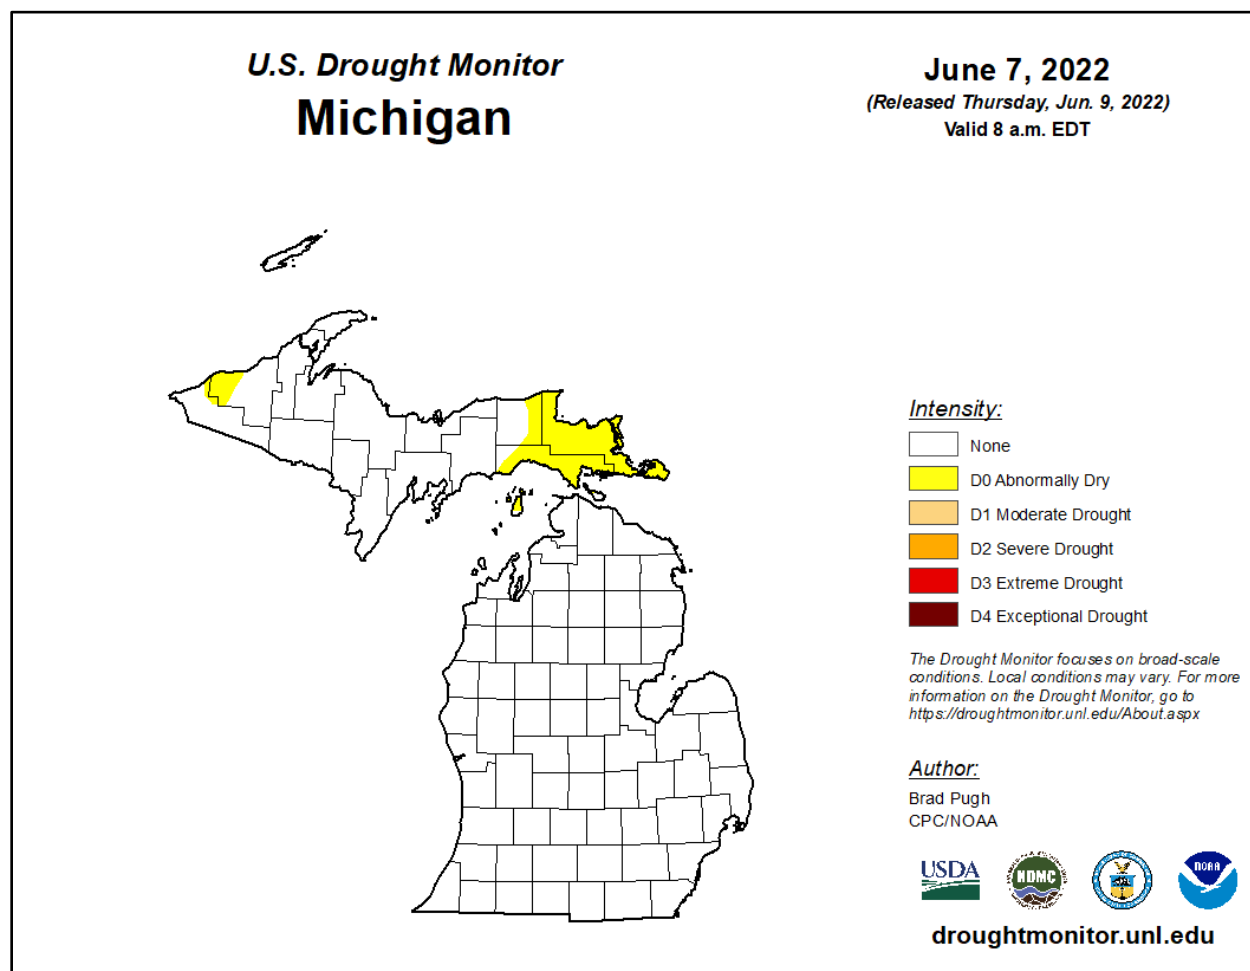 U.S. Drought Monitor
Michigan
June 7, 2022
(Released Thursday, Jun. 9, 2022)
Valid 8 a.m. EDT
Intensity:
None
D0 Abnormally Dry
D1 Moderate Drought
D2 Severe Drought
D3 Extreme Drought
D4 Exceptional Drought
The Drought Monitor focuses on broad-scale
conditions. Local conditions may vary. For more
information on the Drought Monitor, go to
https://droughtmonitor.unl.edu/About.aspx
Author:
Brad Pugh
CPC/NOAA
USDA
NDMC
NOAA
droughtmonitor.unl.edu